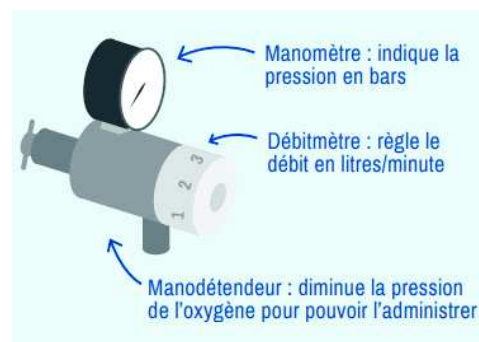 Manomètre : indique la
pression en bars
Débitmètre : règle le
débit en litres/minute
3
2
1
Manodétendeur : diminue la pression
de l'oxygène pour pouvoir l'administrer